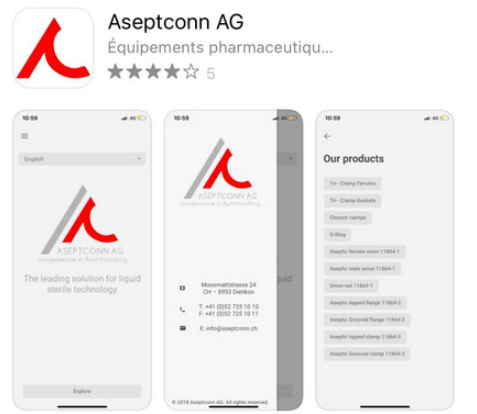 Aseptconn AG
Équipements pharmaceutiqu...
5
10:59
4G
English
ASEPTCONN AG
competence in fluid handling
The leading solution for liquid
sterile technology
Explore
10:59
4G
ASEPTCONN AG
competence in fluid handling
quid
Moosmattstrasse 24
CH – 8953 Dietikon
T: +41 (0)52 725 10 10
F: +41 (0)52 725 10 11
E: info@aseptconn.ch
© 2018 Aseptconn AG. All rights reserved.
10:59
4G
Our products
Tri - Clamp Ferrules
Tri - Clamp Gaskets
Closure clamps
O-Ring
Aseptic female union 11864-1
Aseptic male union 11864-1
Union nut 11864-1
Aseptic lapped flange 11864-2
Aseptic Grooved flange 11864-2
Aseptic lapped clamp 11864-3
Aseptic Grooved clamp 11864-3